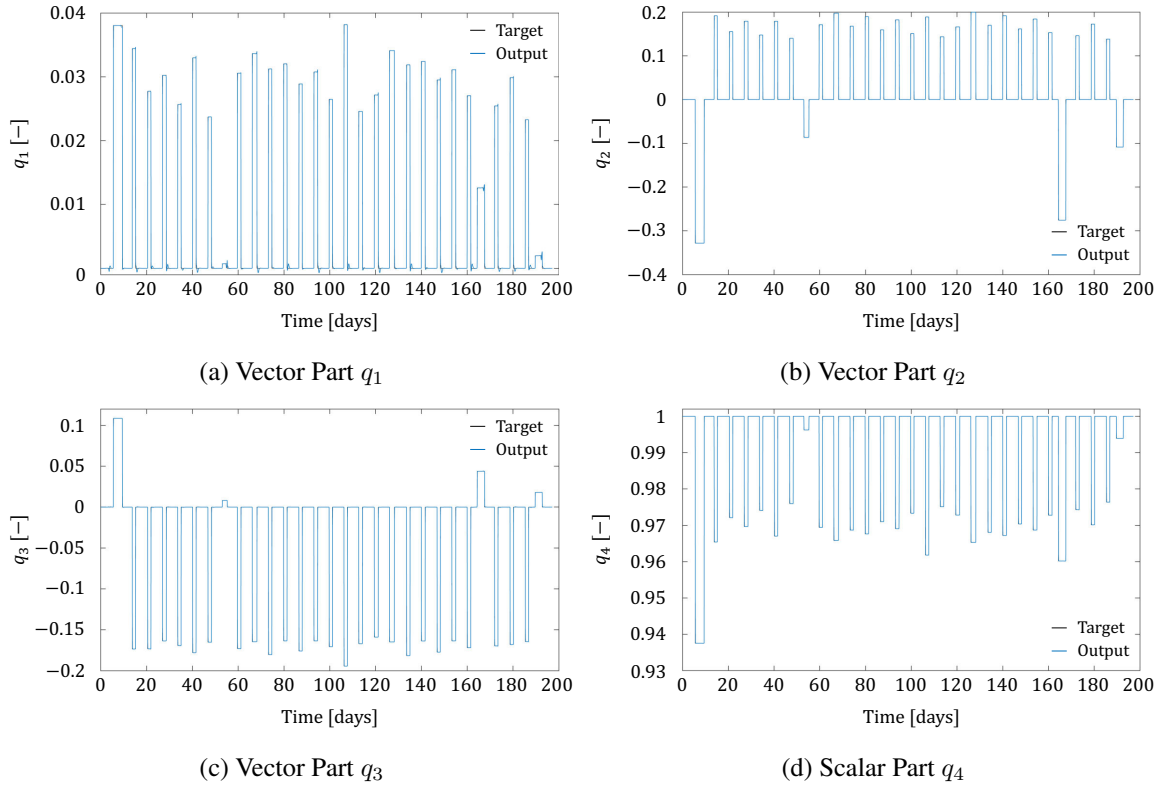 0.04
0.03
0.02
0.01
0
q₁ [−]
0 20 40 60 80 100 120 140 160 180 200
Time [days]
Target
Output
(a) Vector Part q₁
0.2
0.1
0
−0.1
−0.2
−0.3
−0.4
q₂ [−]
0 20 40 60 80 100 120 140 160 180 200
Time [days]
Target
Output
(b) Vector Part q₂
0.1
0.05
0
−0.05
−0.1
−0.15
−0.2
q₃ [−]
0 20 40 60 80 100 120 140 160 180 200
Time [days]
Target
Output
(c) Vector Part q₃
1
0.99
0.98
0.97
0.96
0.95
0.94
0.93
q₄ [−]
0 20 40 60 80 100 120 140 160 180 200
Time [days]
Target
Output
(d) Scalar Part q₄